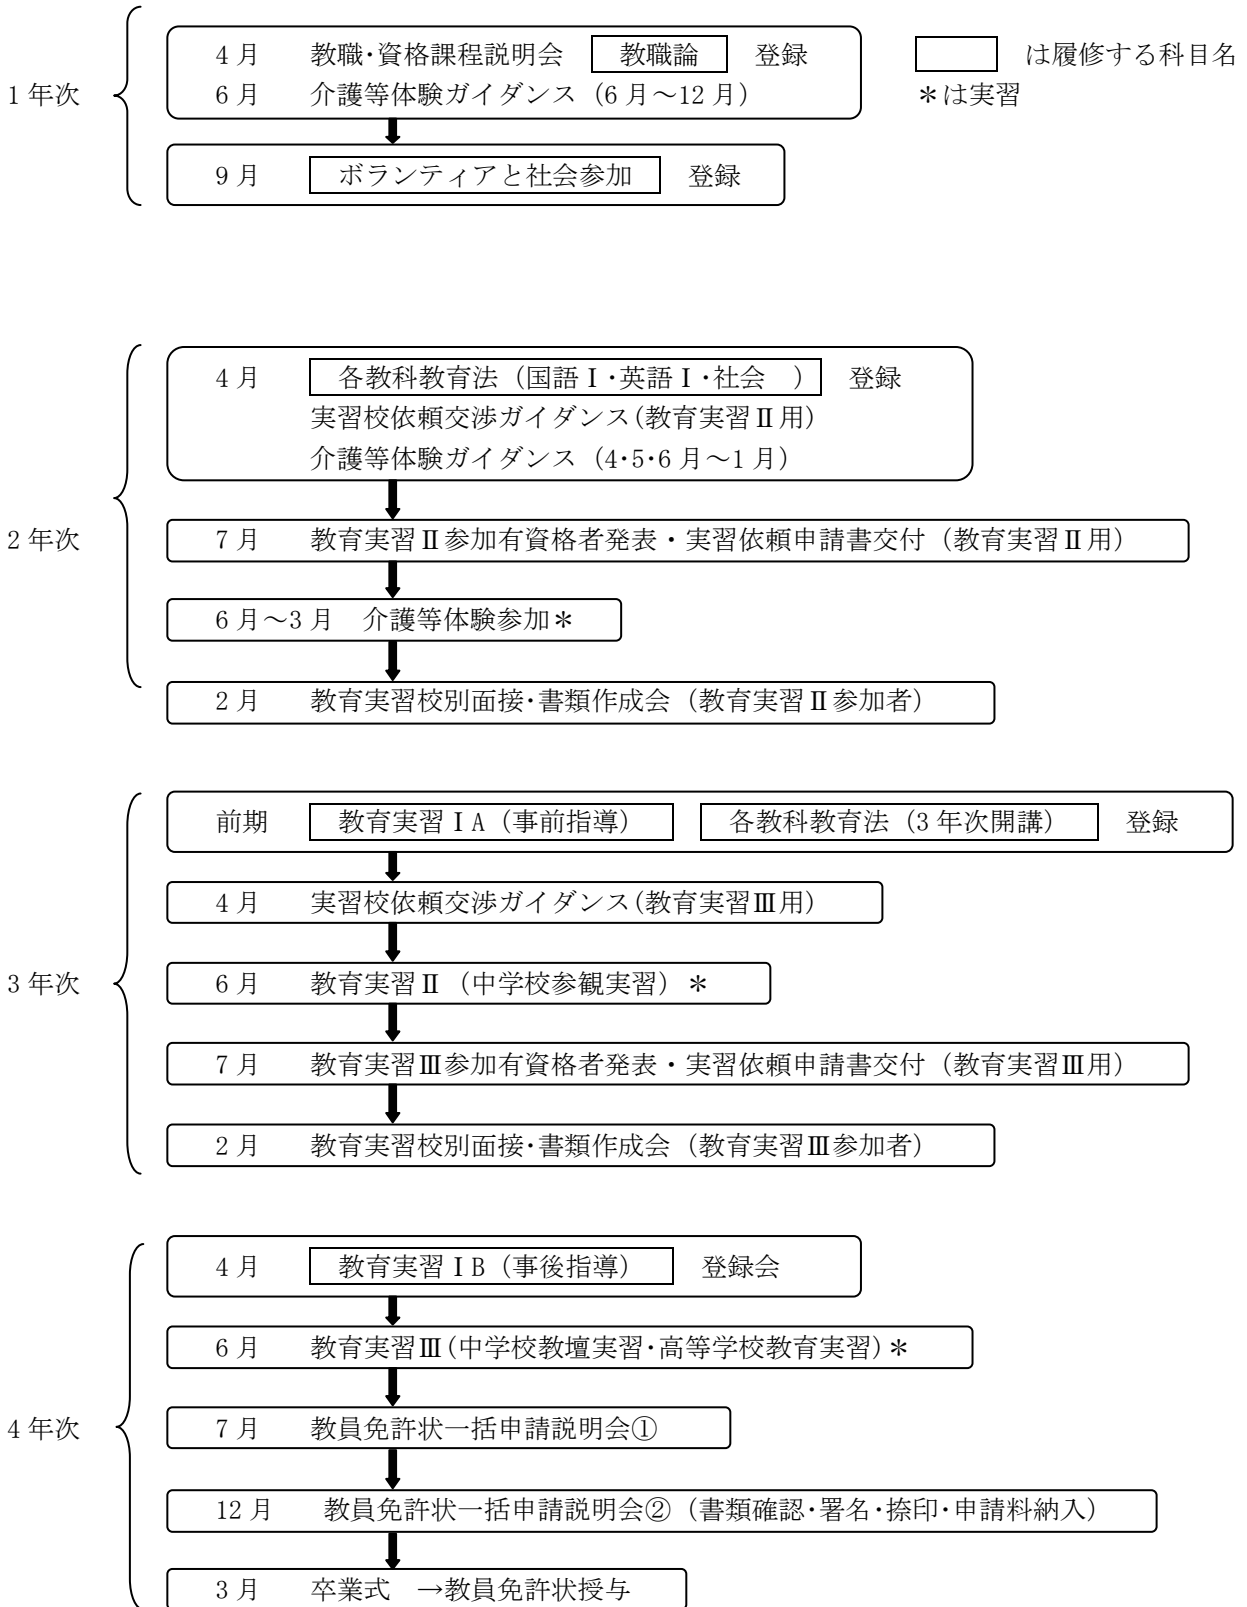 4月 教職・資格課程説明会 教職論 登録
は履修する科目名
1年次
6月 介護等体験ガイダンス（6月～12月）
＊は実習
9月 ボランティアと社会参加 登録
4月 各教科教育法（国語Ⅰ・英語Ⅰ・社会　） 登録
実習校依頼交渉ガイダンス(教育実習Ⅱ用)
介護等体験ガイダンス（4・5・6月～1月）
2年次
7月 教育実習Ⅱ参加有資格者発表・実習依頼申請書交付（教育実習Ⅱ用）
6月～3月　介護等体験参加＊
2月 教育実習校別面接・書類作成会（教育実習Ⅱ参加者）
前期 教育実習ⅠA（事前指導） 各教科教育法（3年次開講） 登録
4月 実習校依頼交渉ガイダンス(教育実習Ⅲ用)
3年次
6月 教育実習Ⅱ（中学校参観実習）＊
7月 教育実習Ⅲ参加有資格者発表・実習依頼申請書交付（教育実習Ⅲ用）
2月 教育実習校別面接・書類作成会（教育実習Ⅲ参加者）
4月 教育実習ⅠB（事後指導） 登録会
6月 教育実習Ⅲ(中学校教壇実習・高等学校教育実習)＊
4年次
7月 教員免許状一括申請説明会①
12月 教員免許状一括申請説明会②（書類確認・署名・捺印・申請料納入）
3月 卒業式　→教員免許状授与